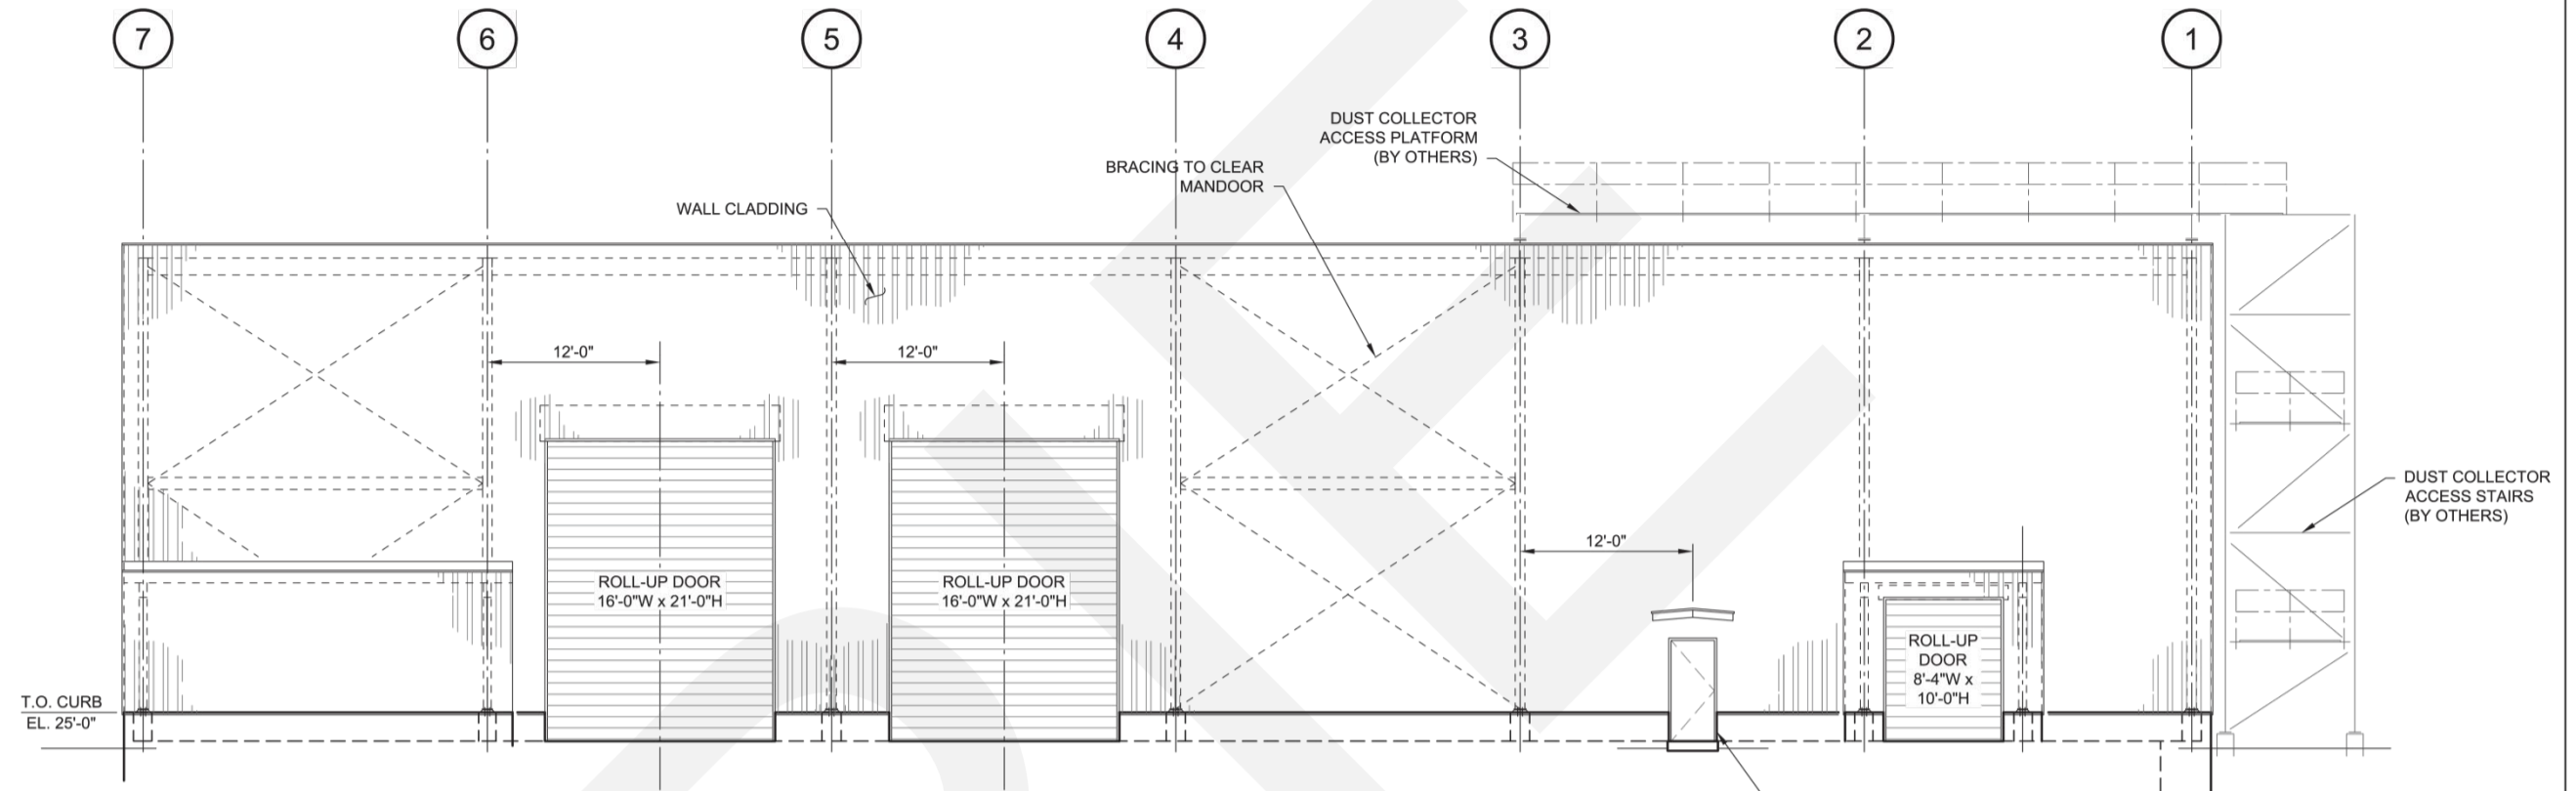 7
6
5
4
3
2
1
DUST COLLECTOR
ACCESS PLATFORM
(BY OTHERS)
BRACING TO CLEAR
MANDOOR
WALL CLADDING
12'-0"
12'-0"
DUST COLLECTOR
ACCESS STAIRS
(BY OTHERS)
12'-0"
ROLL-UP DOOR
16'-0"W x 21'-0"H
ROLL-UP DOOR
16'-0"W x 21'-0"H
ROLL-UP
DOOR
8'-4"W x
10'-0"H
T.O. CURB
EL. 25'-0"